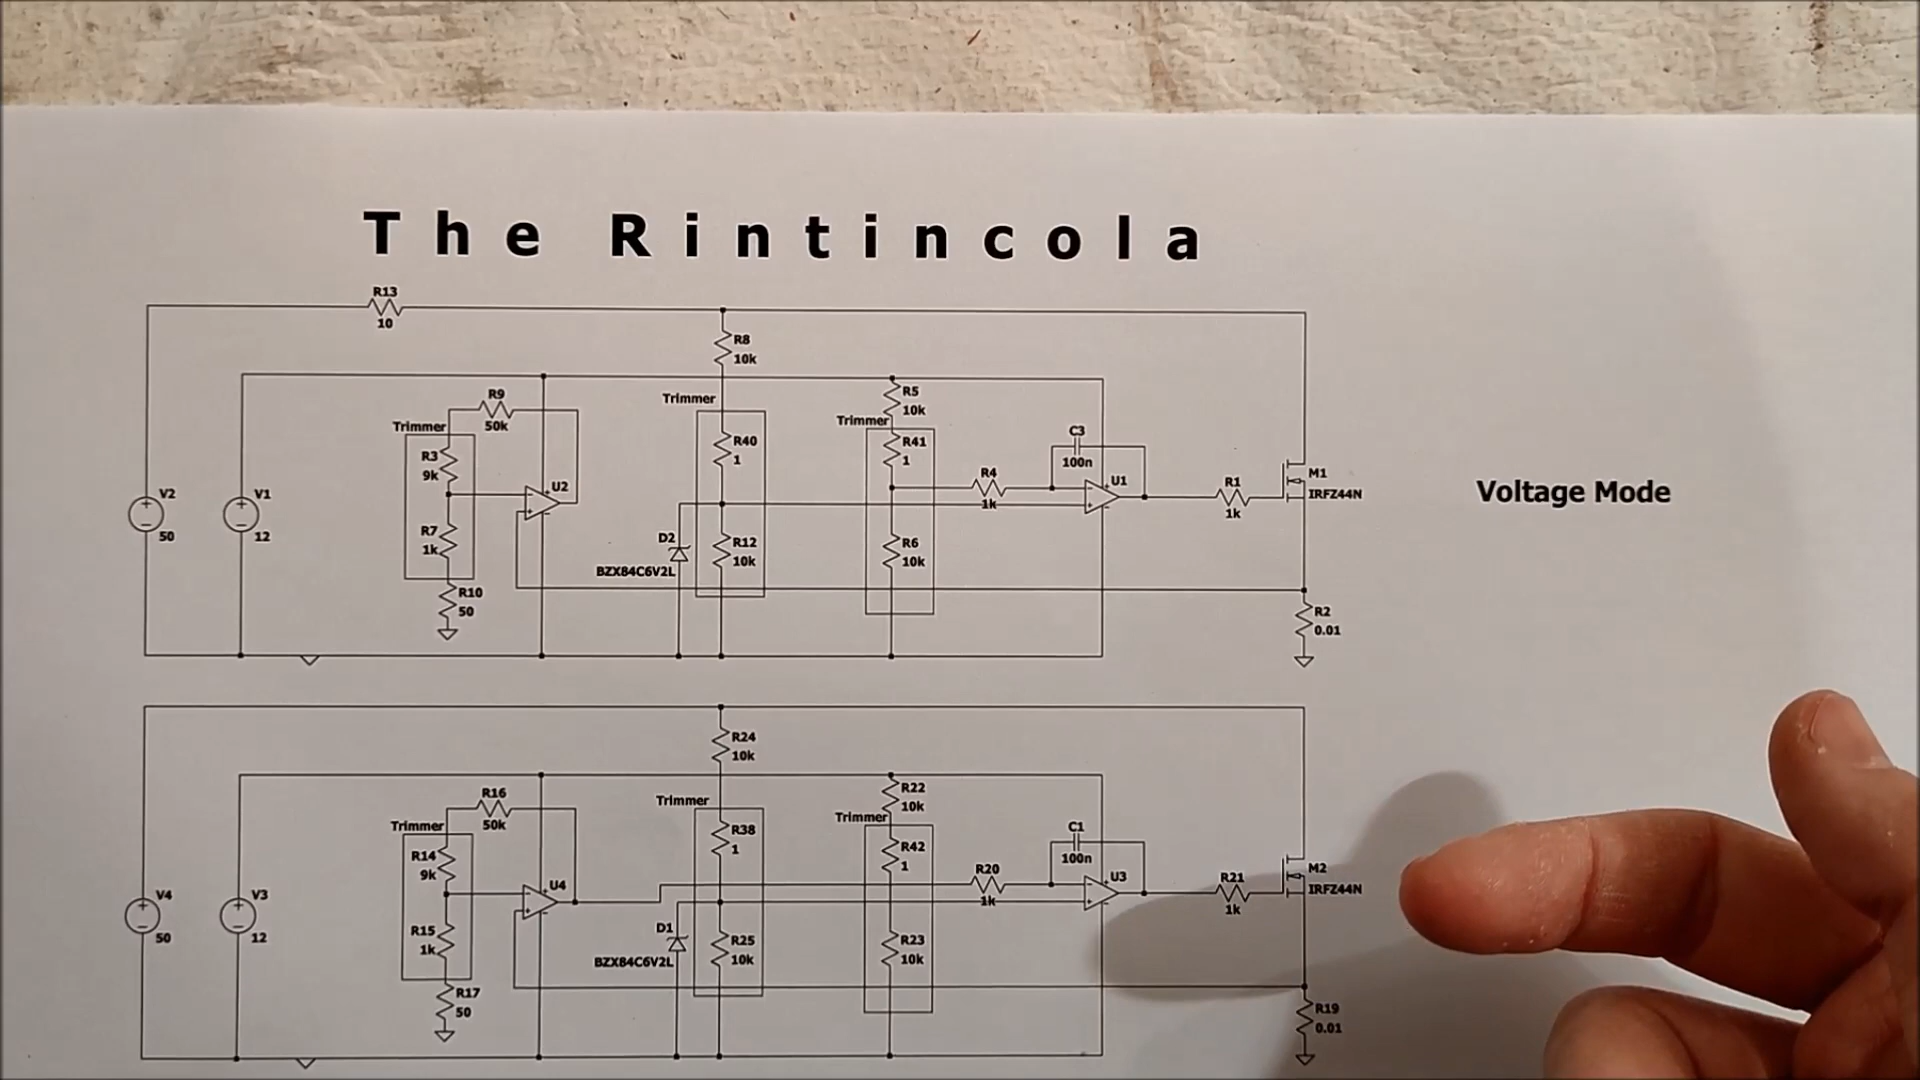 The Rintincola
R13
10
R8
10k
R9
50k
Trimmer
Trimmer
R5
10k
Trimmer
R3
9k
R40
1
R41
1
C3
100n
R4
1k
U2
U1
R1
1k
M1
IRFZ44N
Voltage Mode
V2
50
V1
12
R7
1k
D2
BZX84C6V2L
R12
10k
R6
10k
R10
50
R2
0.01
R24
10k
R16
50k
Trimmer
Trimmer
R22
10k
Trimmer
R14
9k
R38
1
R42
1
C1
100n
R20
1k
U4
U3
R21
1k
M2
IRFZ44N
V4
50
V3
12
R15
1k
D1
BZX84C6V2L
R25
10k
R23
10k
R17
50
R19
0.01